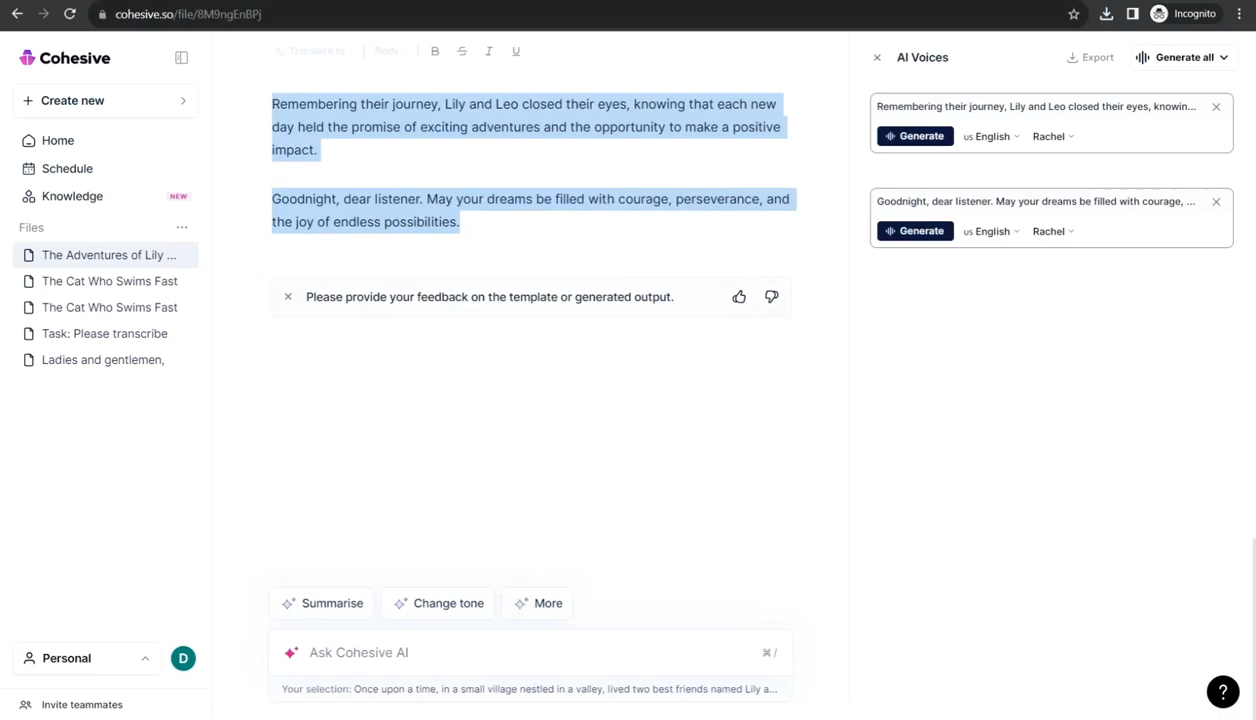 cohesive.so/file/8M9ngEnBPj
Incognito
Cohesive
Create new
Home
Schedule
Knowledge NEW
Files
The Adventures of Lily ...
The Cat Who Swims Fast
The Cat Who Swims Fast
Task: Please transcribe
Ladies and gentlemen,
Personal
D
Invite teammates
Translate to Body B S I U
Remembering their journey, Lily and Leo closed their eyes, knowing that each new
day held the promise of exciting adventures and the opportunity to make a positive
impact.
Goodnight, dear listener. May your dreams be filled with courage, perseverance, and
the joy of endless possibilities.
Please provide your feedback on the template or generated output.
Summarise Change tone More
Ask Cohesive AI ⌘ /
Your selection: Once upon a time, in a small village nestled in a valley, lived two best friends named Lily a...
AI Voices Export Generate all
Remembering their journey, Lily and Leo closed their eyes, knowin...
Generate US English Rachel
Goodnight, dear listener. May your dreams be filled with courage, ...
Generate US English Rachel
?